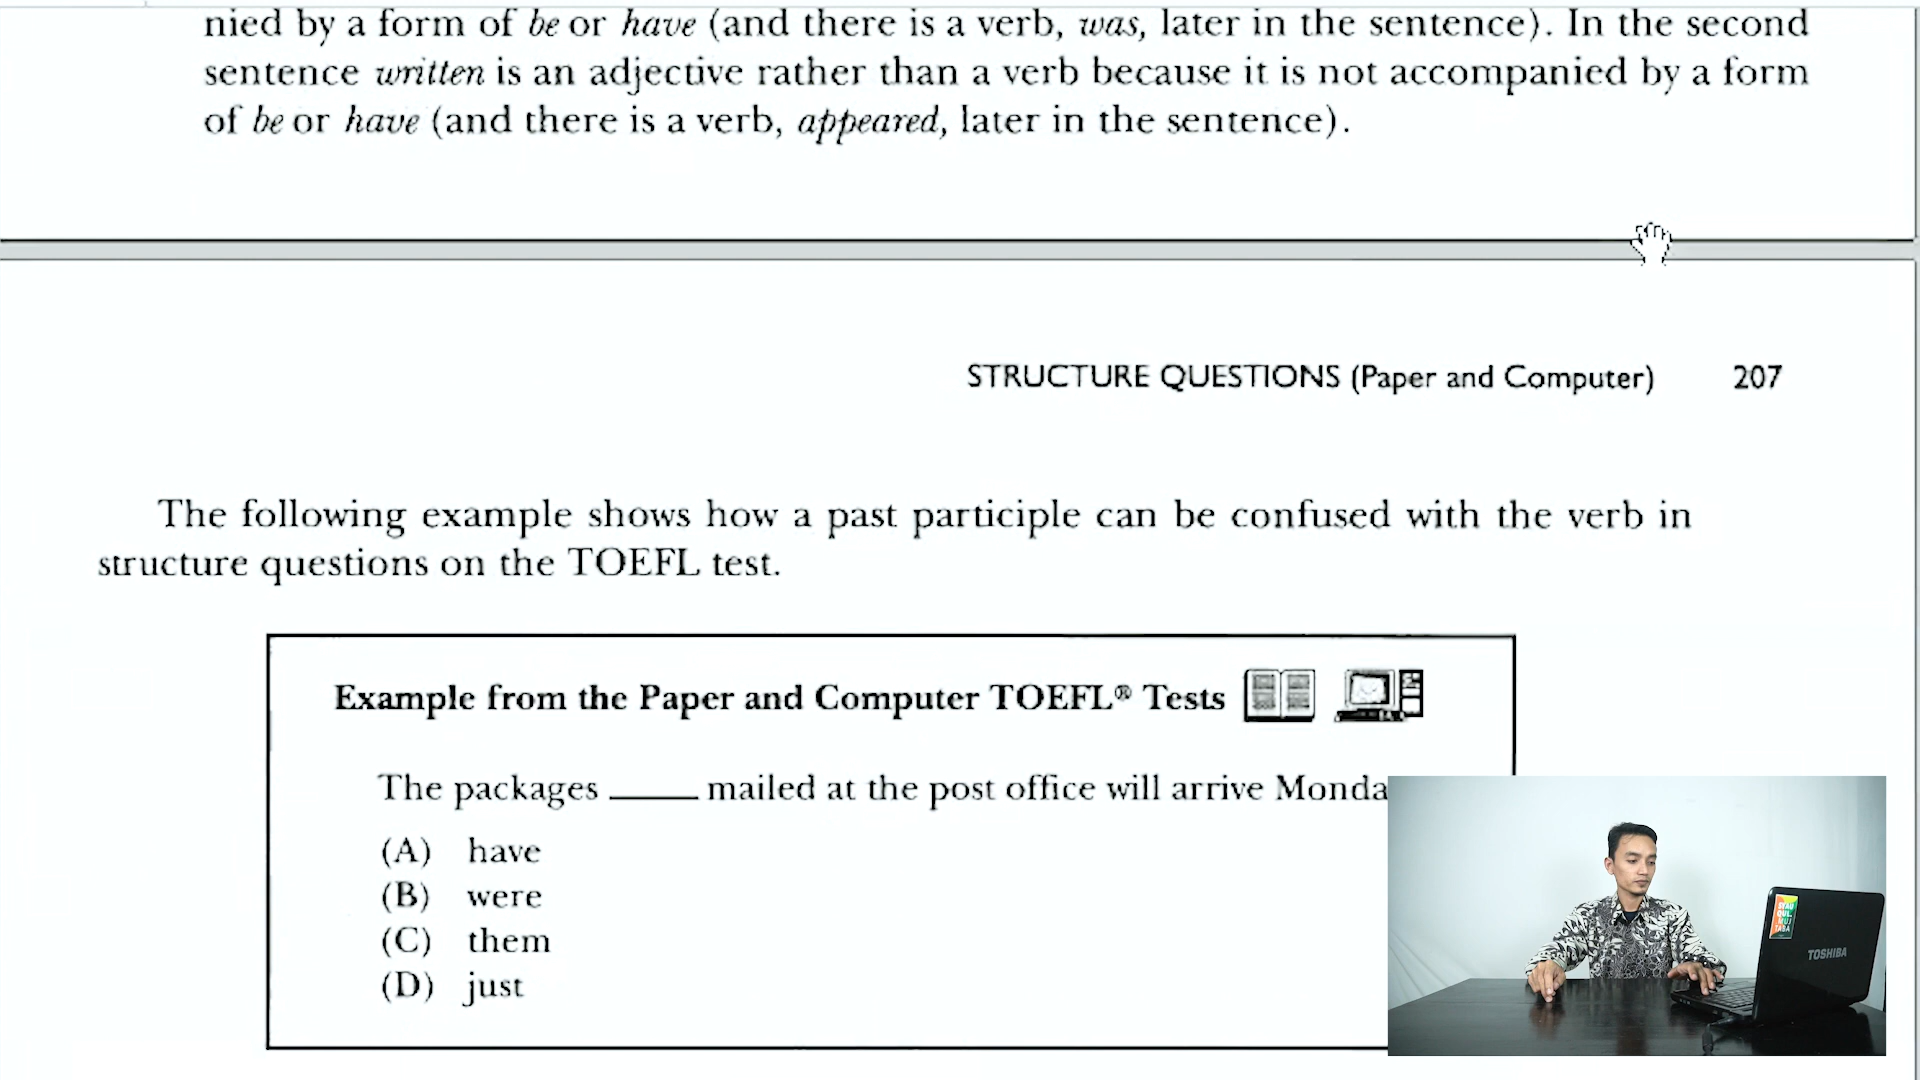 nied by a form of be or have (and there is a verb, was, later in the sentence). In the second
sentence written is an adjective rather than a verb because it is not accompanied by a form
of be or have (and there is a verb, appeared, later in the sentence).
STRUCTURE QUESTIONS (Paper and Computer) 207
The following example shows how a past participle can be confused with the verb in
structure questions on the TOEFL test.
Example from the Paper and Computer TOEFL® Tests
The packages ____ mailed at the post office will arrive Monda
(A) have
(B) were
(C) them
(D) just
SYAU
QUL
MUJ
TABA
TOSHIBA